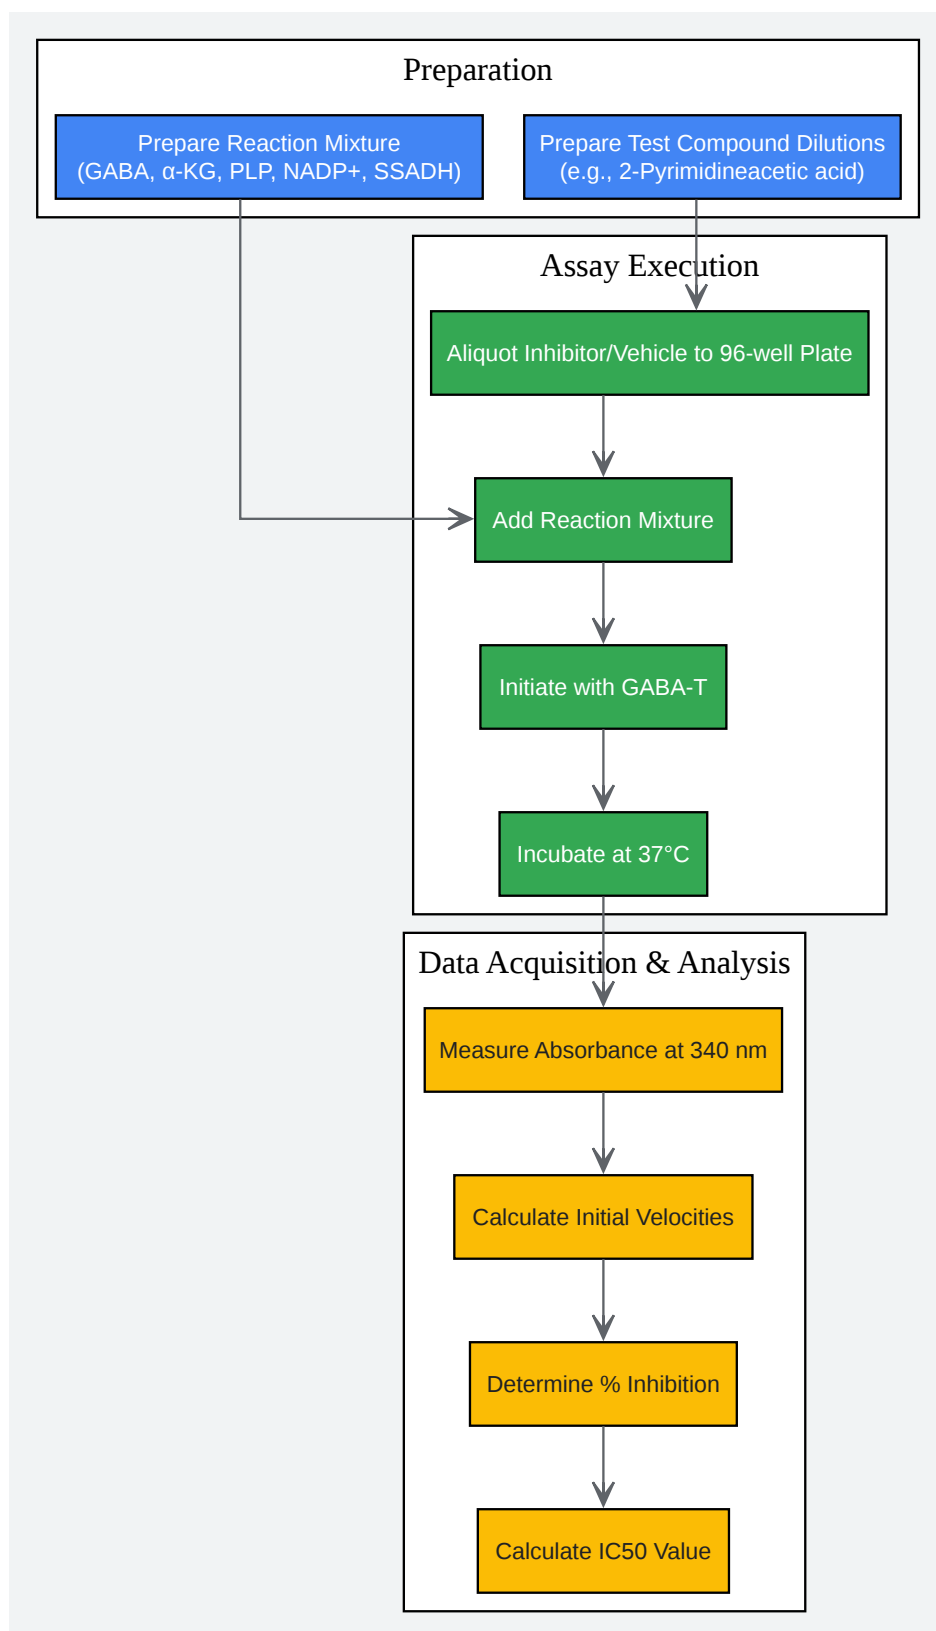 Preparation
Prepare Reaction Mixture
(GABA, α-KG, PLP, NADP+, SSADH)
Prepare Test Compound Dilutions
(e.g., 2-Pyrimidineacetic acid)
Assay Execution
Aliquot Inhibitor/Vehicle to 96-well Plate
Add Reaction Mixture
Initiate with GABA-T
Incubate at 37°C
Data Acquisition & Analysis
Measure Absorbance at 340 nm
Calculate Initial Velocities
Determine % Inhibition
Calculate IC50 Value